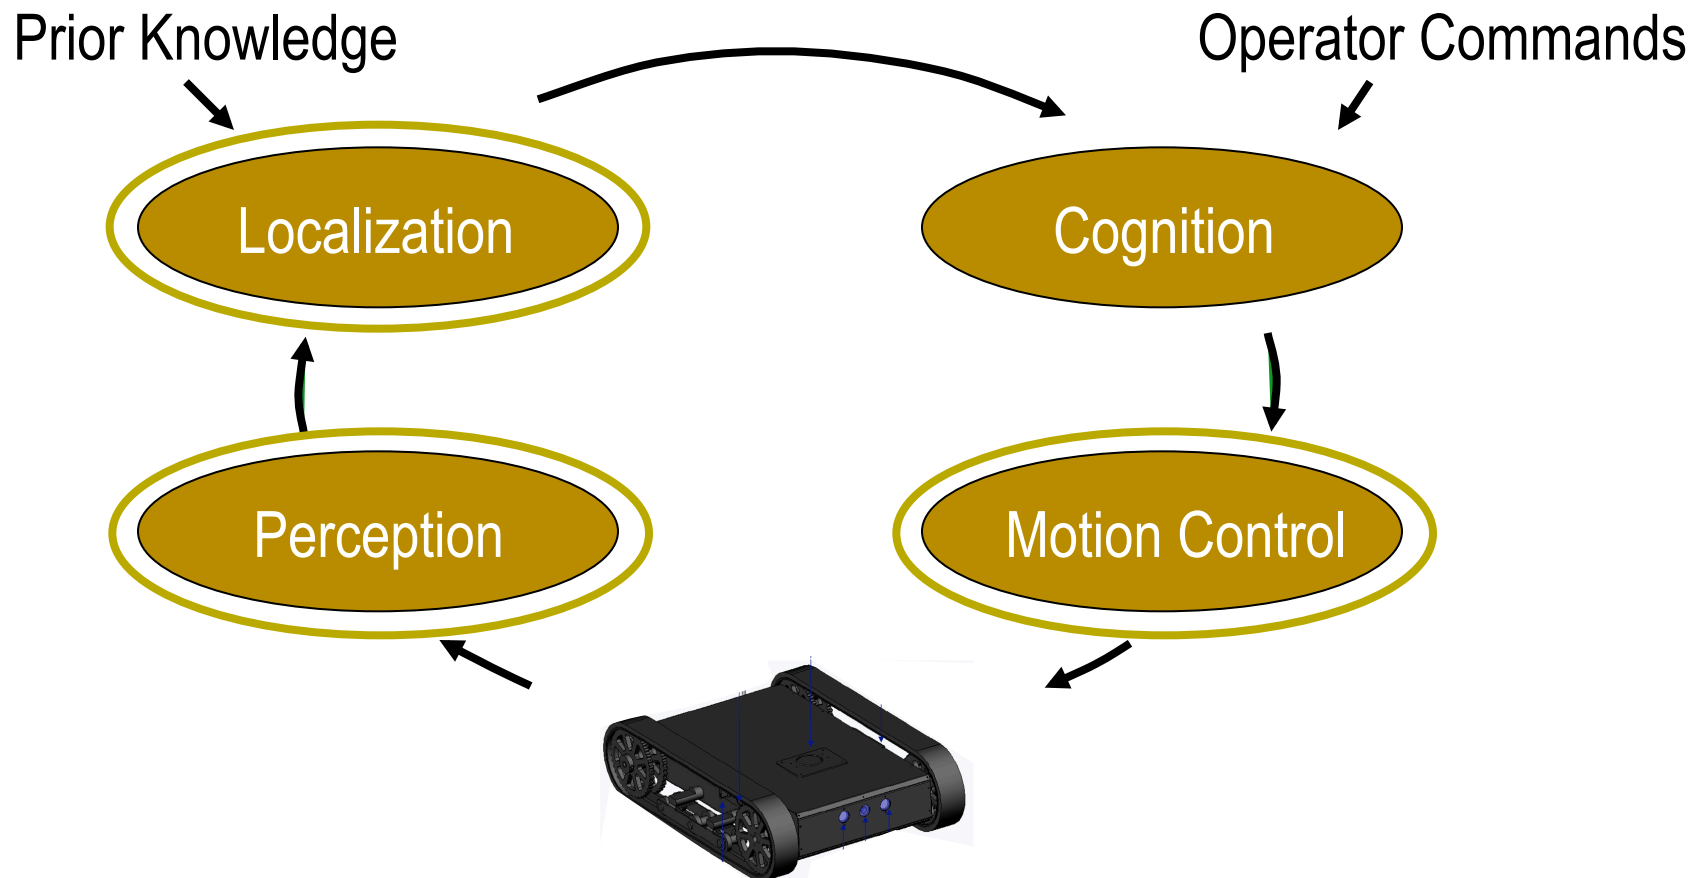 Prior Knowledge
Operator Commands
Localization
Cognition
Perception
Motion Control